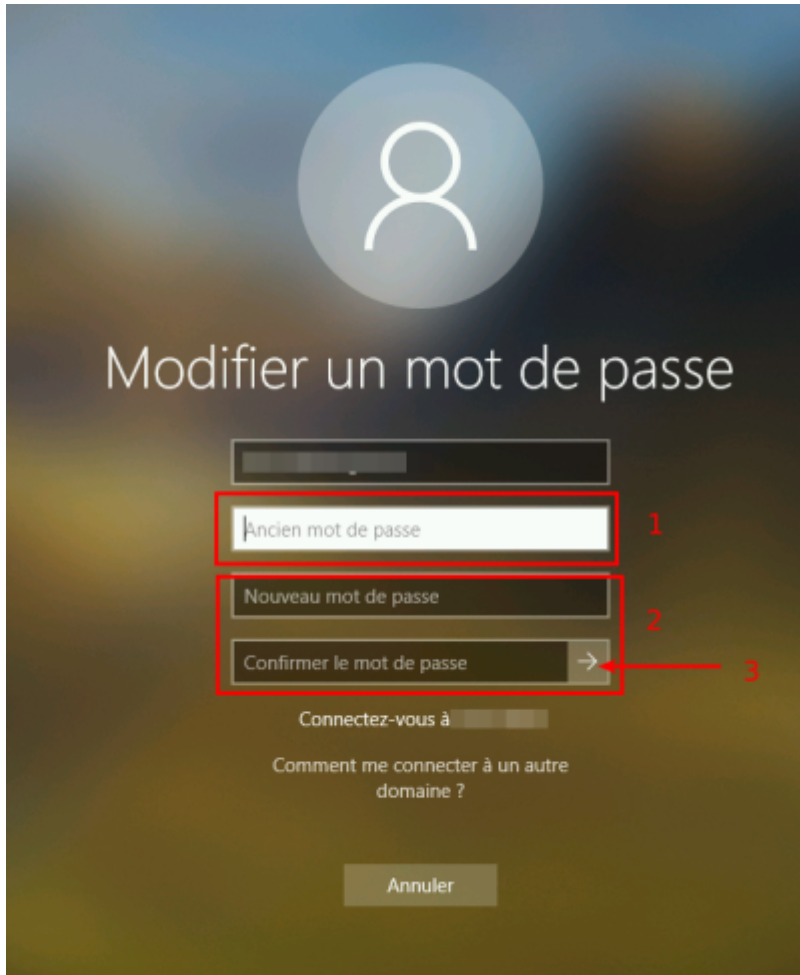 Modifier un mot de passe
Ancien mot de passe
1
Nouveau mot de passe
2
Confirmer le mot de passe
3
Connectez-vous à
Comment me connecter à un autre
domaine ?
Annuler